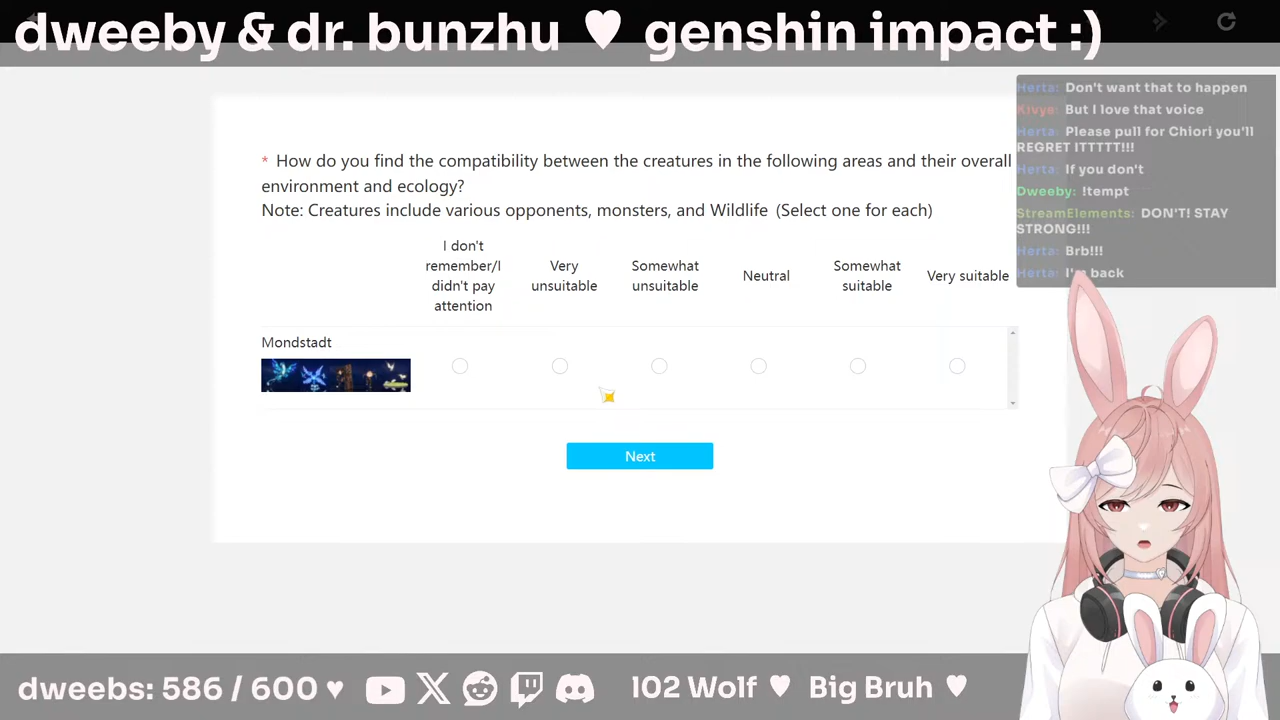 dweeby & dr. bunzhu ♥ genshin impact :)
Herta: Don't want that to happen
Kivye: But I love that voice
Herta: Please pull for Chiori you'll
REGRET ITTTTT!!!
Herta: If you don't
Dweeby: !tempt
StreamElements: DON'T! STAY
STRONG!!!
Herta: Brb!!!
Herta: I'm back
* How do you find the compatibility between the creatures in the following areas and their overall
environment and ecology?
Note: Creatures include various opponents, monsters, and Wildlife (Select one for each)
I don't
remember/I
didn't pay
attention
Very
unsuitable
Somewhat
unsuitable
Neutral
Somewhat
suitable
Very suitable
Mondstadt
Next
dweebs: 586 / 600 ♥
102 Wolf ♥ Big Bruh ♥